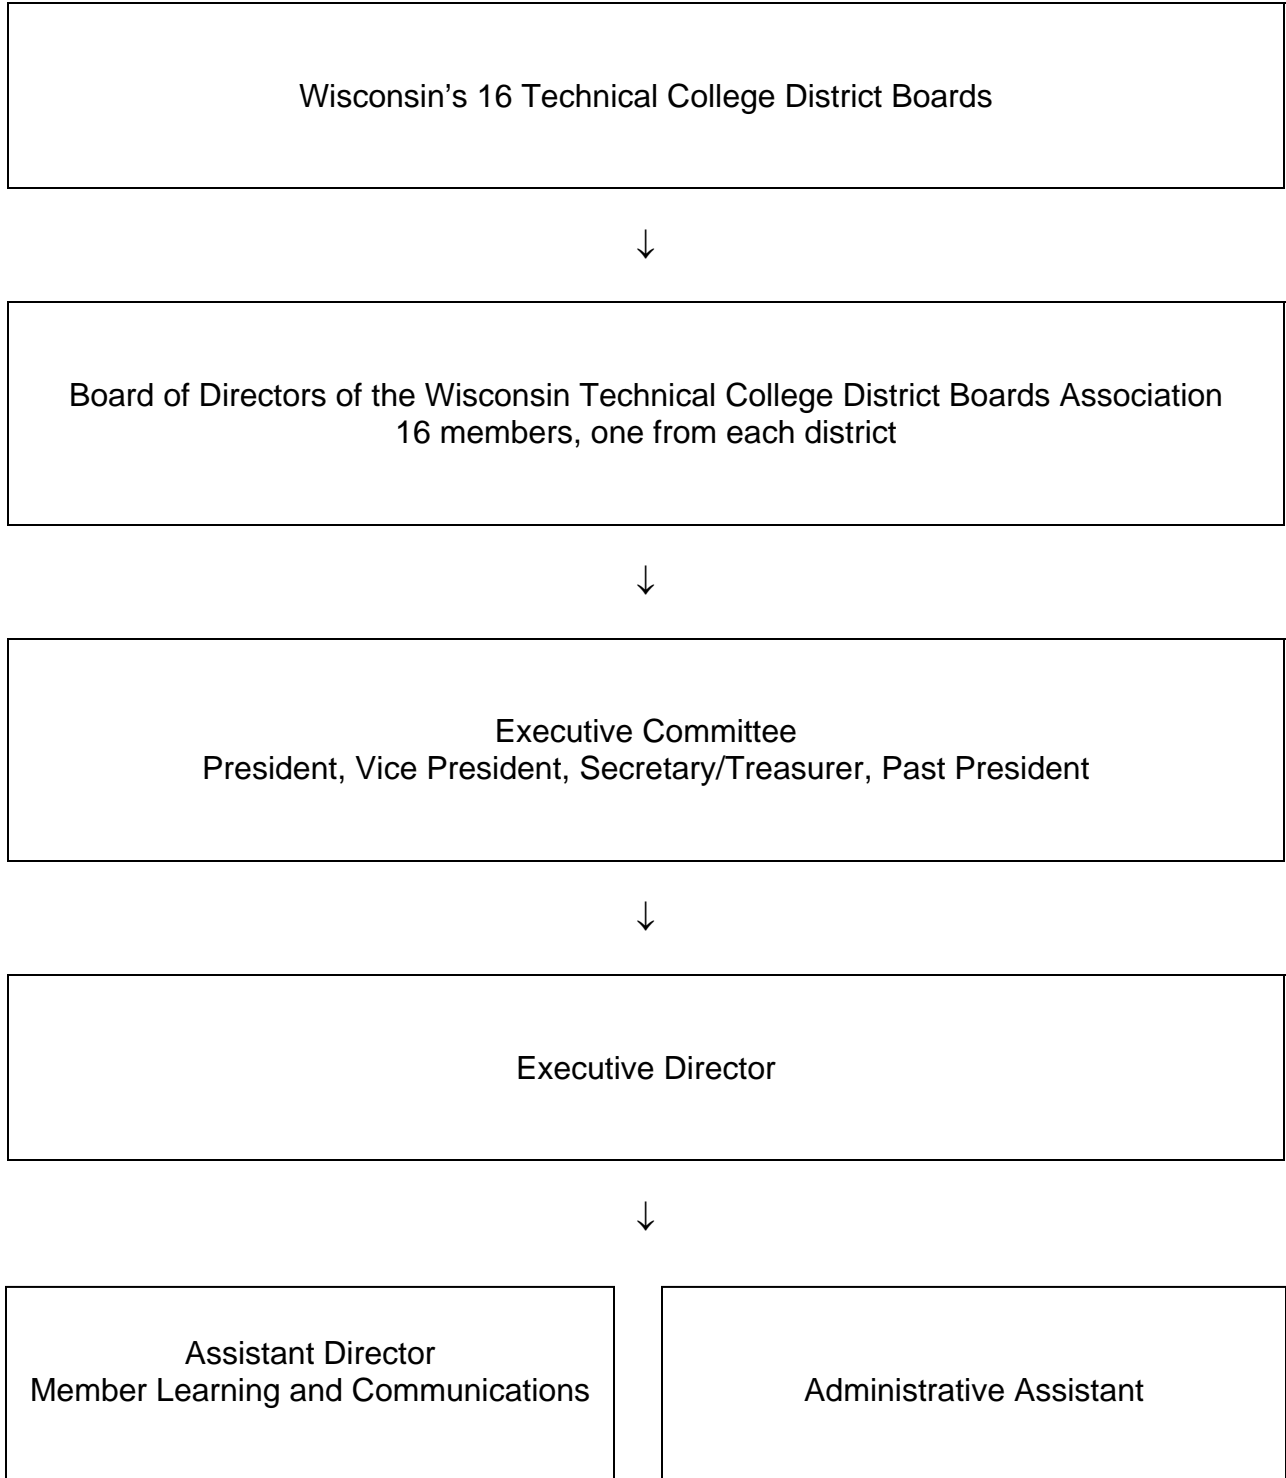 Wisconsin’s 16 Technical College District Boards
↓
Board of Directors of the Wisconsin Technical College District Boards Association
16 members, one from each district
↓
Executive Committee
President, Vice President, Secretary/Treasurer, Past President
↓
Executive Director
↓
Assistant Director
Member Learning and Communications
Administrative Assistant